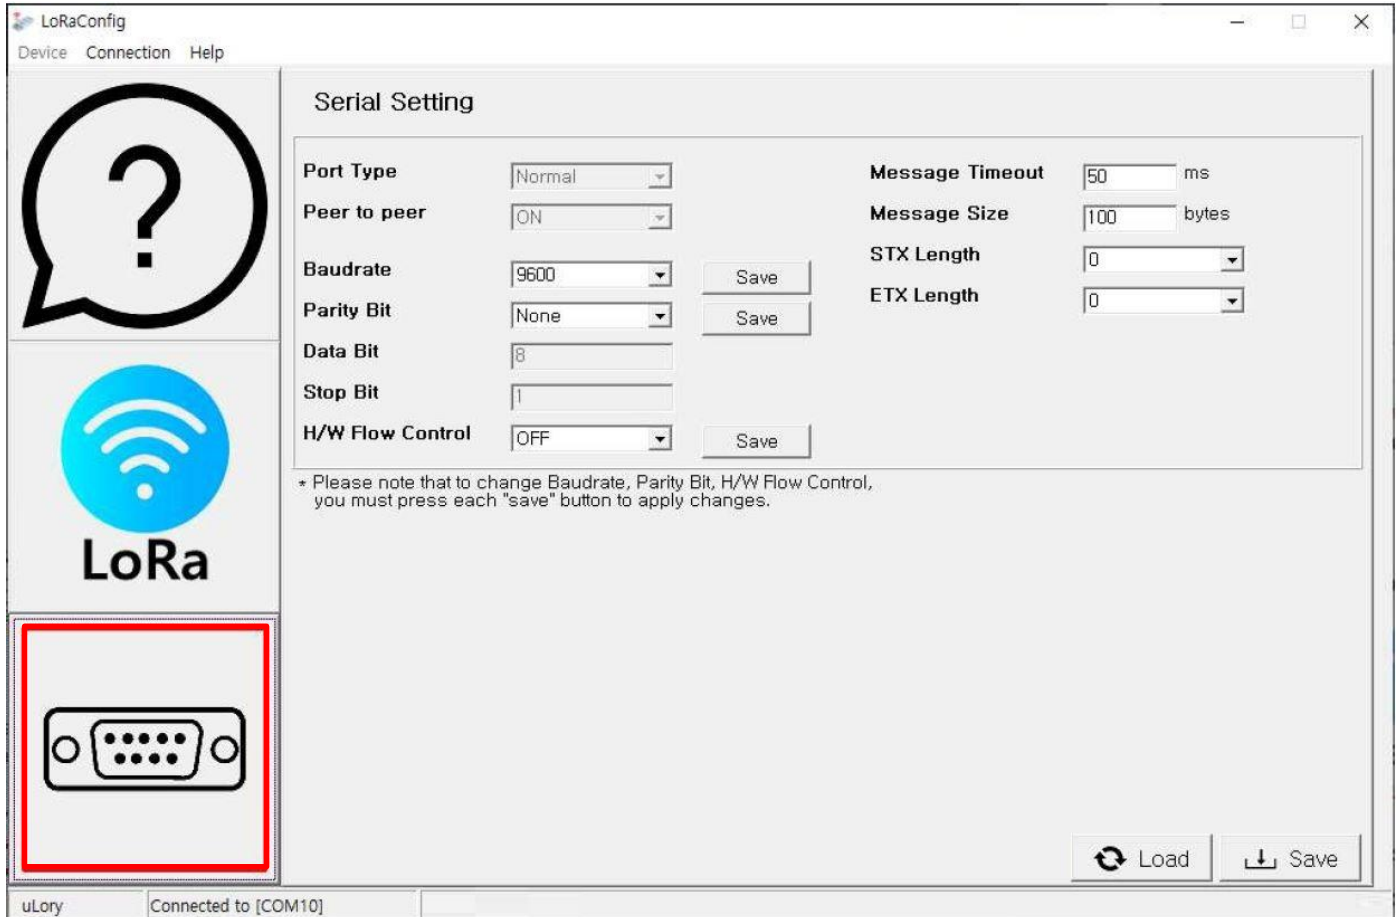 LoRaConfig
Device Connection Help
?
Serial Setting
Port Type Normal
Peer to peer ON
Baudrate 9600 Save
Parity Bit None Save
Data Bit 8
Stop Bit 1
H/W Flow Control OFF Save
Message Timeout 50 ms
Message Size 100 bytes
STX Length 0
ETX Length 0
* Please note that to change Baudrate, Parity Bit, H/W Flow Control,
you must press each "save" button to apply changes.
LoRa
Load Save
uLory Connected to [COM10]